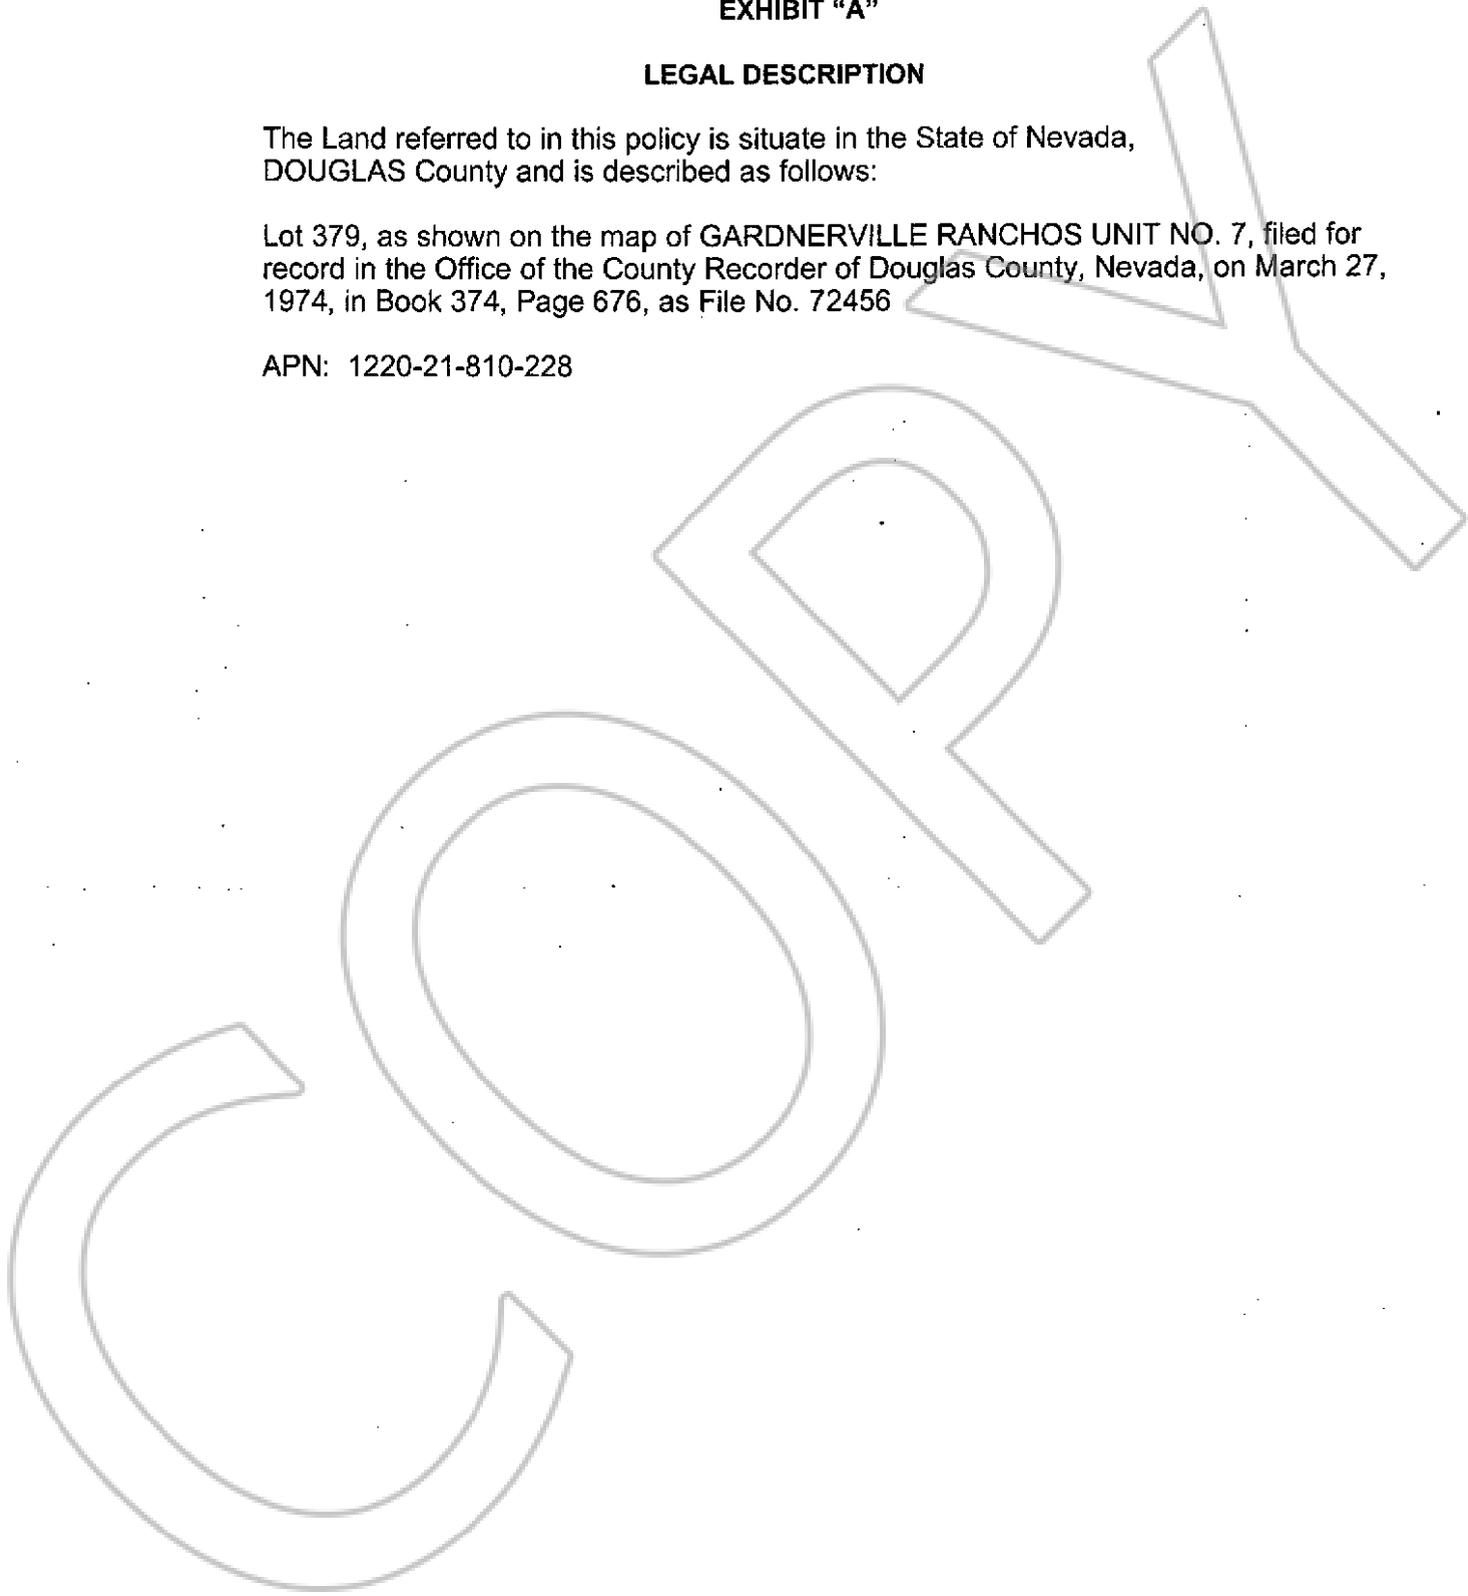 EXHIBIT “A”
LEGAL DESCRIPTION
The Land referred to in this policy is situate in the State of Nevada,
DOUGLAS County and is described as follows:
Lot 379, as shown on the map of GARDNERVILLE RANCHOS UNIT NO. 7, filed for
record in the Office of the County Recorder of Douglas County, Nevada, on March 27,
1974, in Book 374, Page 676, as File No. 72456
APN: 1220-21-810-228
COPY